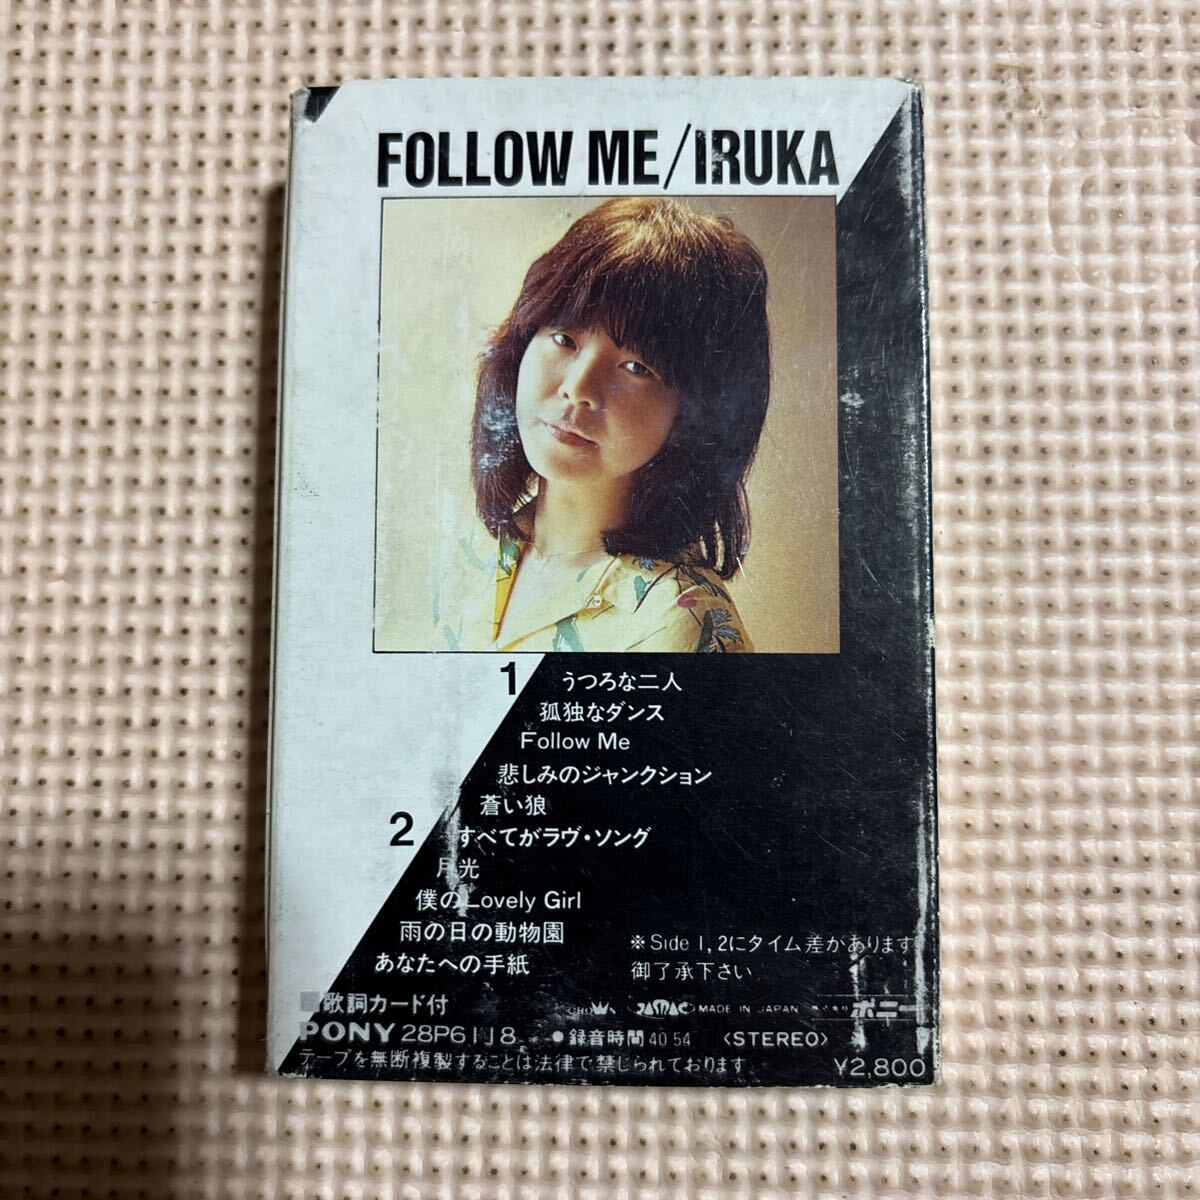 FOLLOW ME/IRUKA
1 うつろな二人
孤独なダンス
Follow Me
悲しみのジャンクション
蒼い狼
2 すべてがラヴ・ソング
月光
僕のLovely Girl
雨の日の動物園
あなたへの手紙
※Side 1,2にタイム差があります
御了承下さい
■歌詞カード付
CROWN JASRAC MADE IN JAPAN ポニー
PONY 28P6118 ●録音時間 40 54 〈STEREO〉
テープを無断複製することは法律で禁じられております ¥2,800